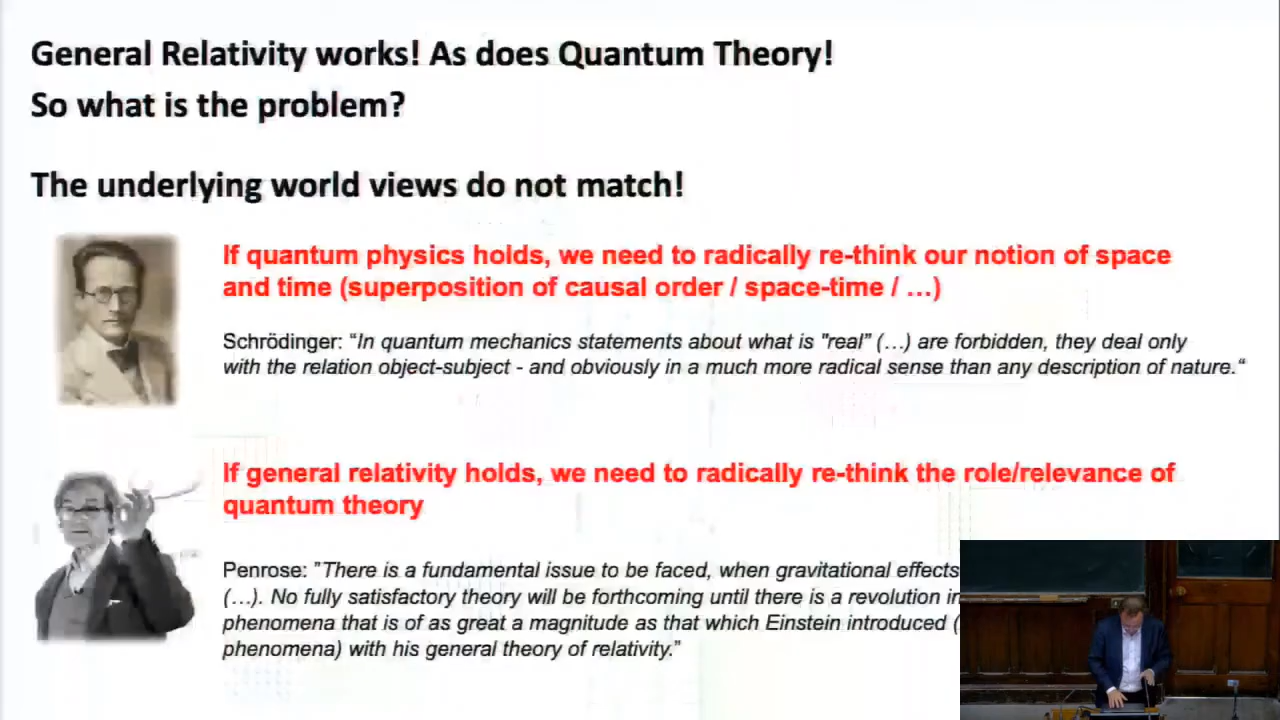 General Relativity works! As does Quantum Theory!
So what is the problem?
The underlying world views do not match!
If quantum physics holds, we need to radically re-think our notion of space
and time (superposition of causal order / space-time / …)
Schrödinger: “In quantum mechanics statements about what is "real" (…) are forbidden, they deal only
with the relation object-subject - and obviously in a much more radical sense than any description of nature.“
If general relativity holds, we need to radically re-think the role/relevance of
quantum theory
Penrose: ”There is a fundamental issue to be faced, when gravitational effects
(…). No fully satisfactory theory will be forthcoming until there is a revolution in
phenomena that is of as great a magnitude as that which Einstein introduced (
phenomena) with his general theory of relativity.”